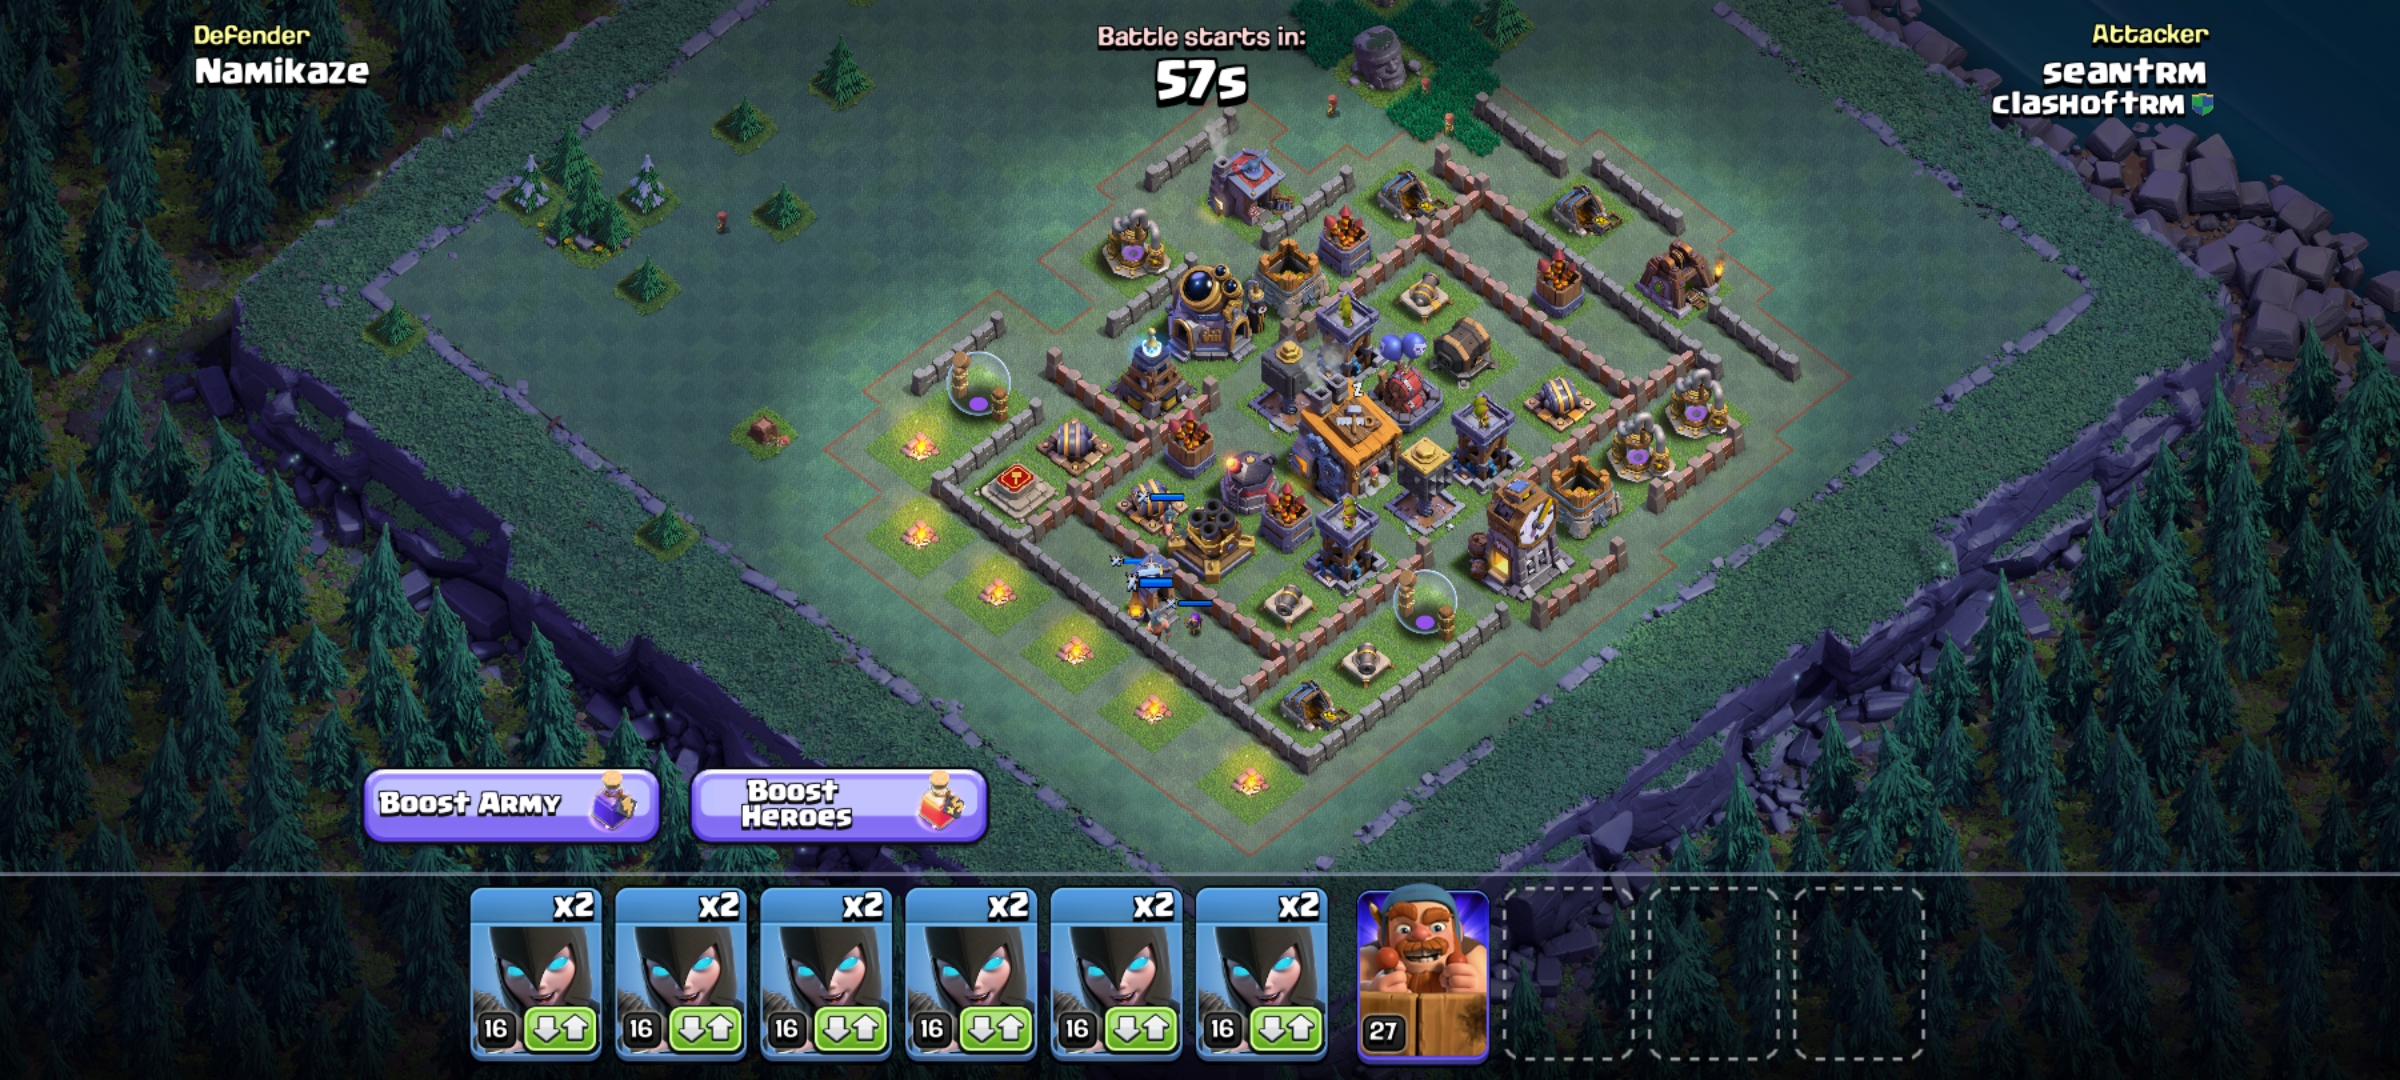 Defender
Namikaze
Battle starts in:
57s
Attacker
seantRM
clashoftRM
z
Boost Army
Boost
Heroes
x2
x2
x2
x2
x2
x2
16
16
16
16
16
16
27